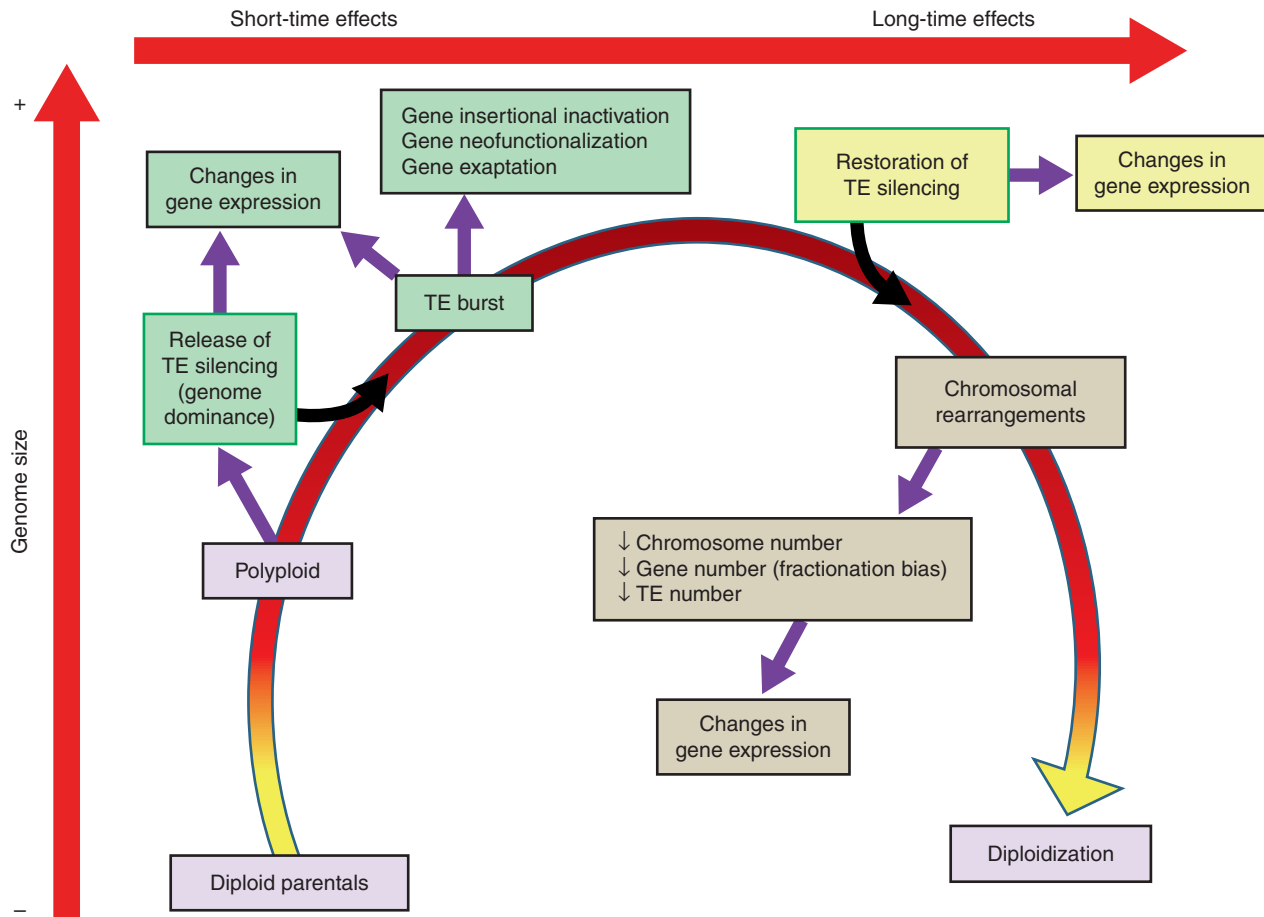 Short-time effects
Long-time effects
+
Genome size
–
Gene insertional inactivation
Gene neofunctionalization
Gene exaptation
Changes in
gene expression
Restoration of
TE silencing
Changes in
gene expression
TE burst
Release of
TE silencing
(genome
dominance)
Chromosomal
rearrangements
Polyploid
↓ Chromosome number
↓ Gene number (fractionation bias)
↓ TE number
Changes in
gene expression
Diploid parentals
Diploidization